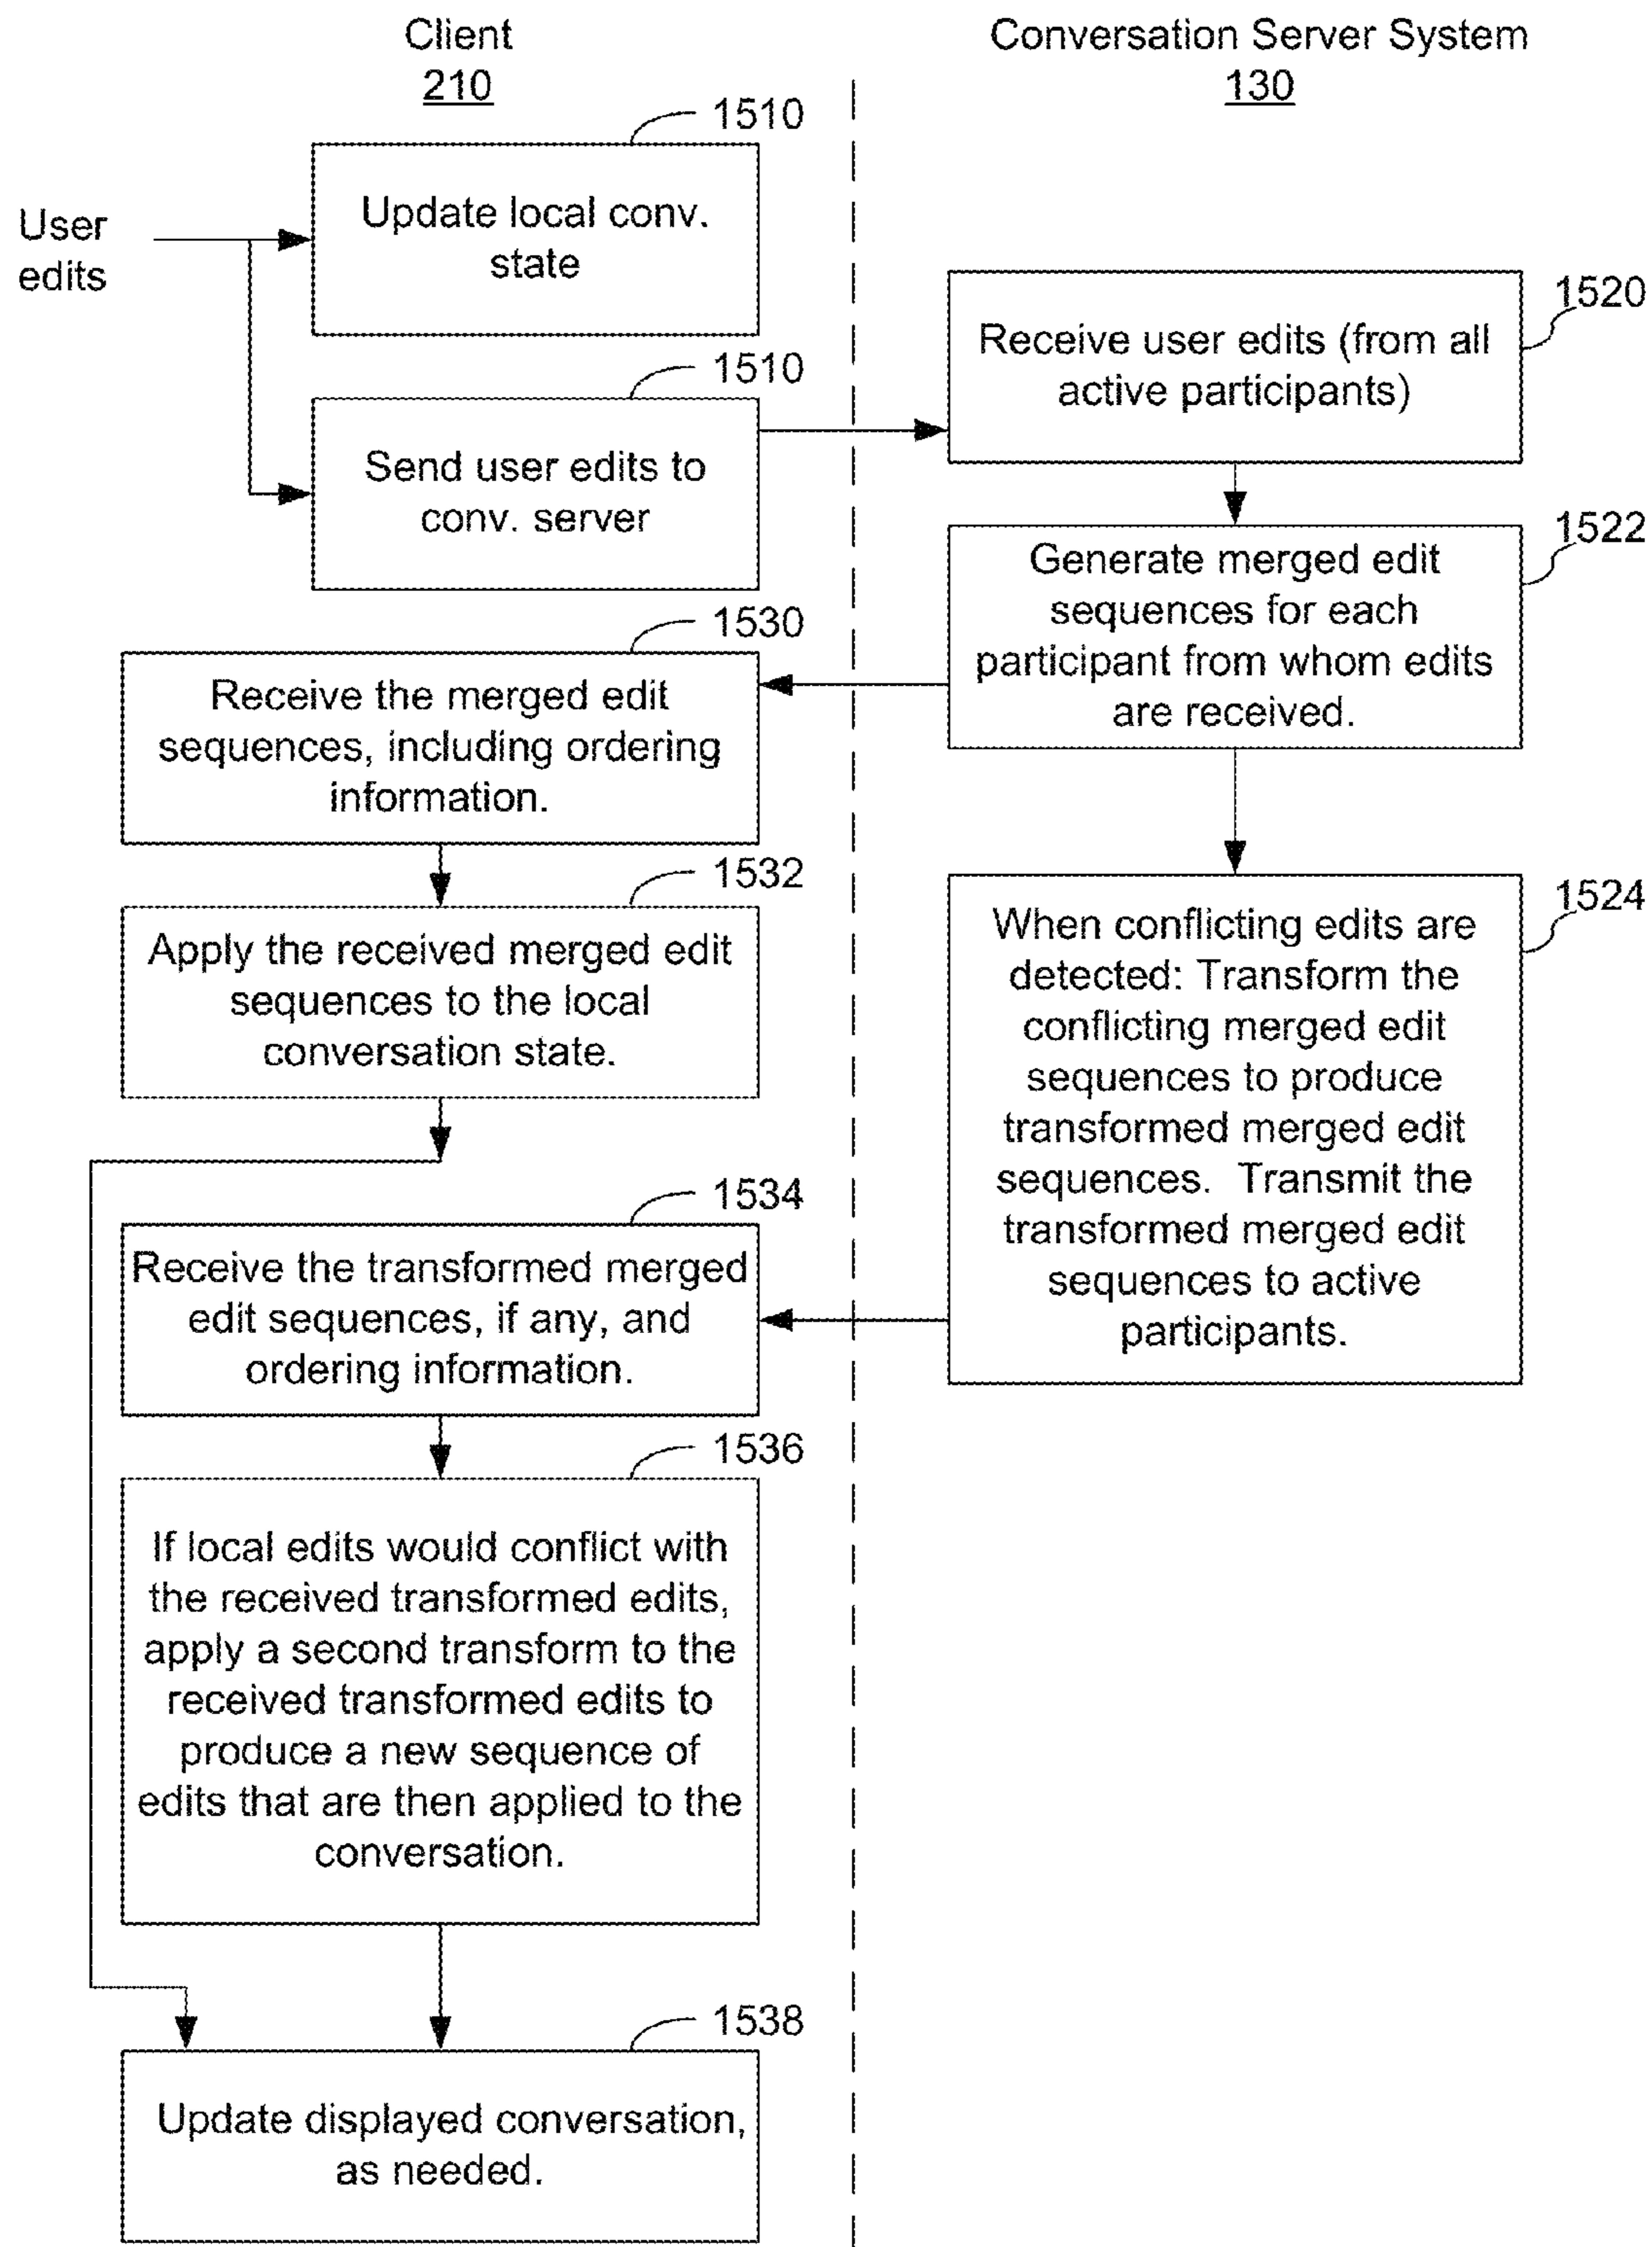 Client
210
Conversation Server System
130
1510
User
edits
Update local conv.
state
1510
Send user edits to
conv. server
1520
Receive user edits (from all
active participants)
1522
Generate merged edit
sequences for each
participant from whom edits
are received.
1530
Receive the merged edit
sequences, including ordering
information.
1532
Apply the received merged edit
sequences to the local
conversation state.
1524
When conflicting edits are
detected: Transform the
conflicting merged edit
sequences to produce
transformed merged edit
sequences. Transmit the
transformed merged edit
sequences to active
participants.
1534
Receive the transformed merged
edit sequences, if any, and
ordering information.
1536
If local edits would conflict with
the received transformed edits,
apply a second transform to the
received transformed edits to
produce a new sequence of
edits that are then applied to the
conversation.
1538
Update displayed conversation,
as needed.